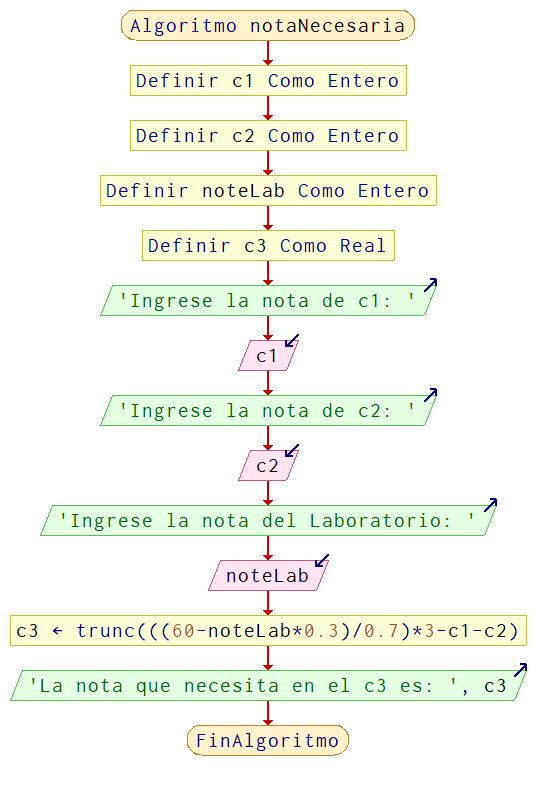 Algoritmo notaNecesaria
Definir c1 Como Entero
Definir c2 Como Entero
Definir noteLab Como Entero
Definir c3 Como Real
'Ingrese la nota de c1: '
c1
'Ingrese la nota de c2: '
c2
'Ingrese la nota del Laboratorio: '
noteLab
c3 ← trunc(((60-noteLab*0.3)/0.7)*3-c1-c2)
'La nota que necesita en el c3 es: ', c3
FinAlgoritmo